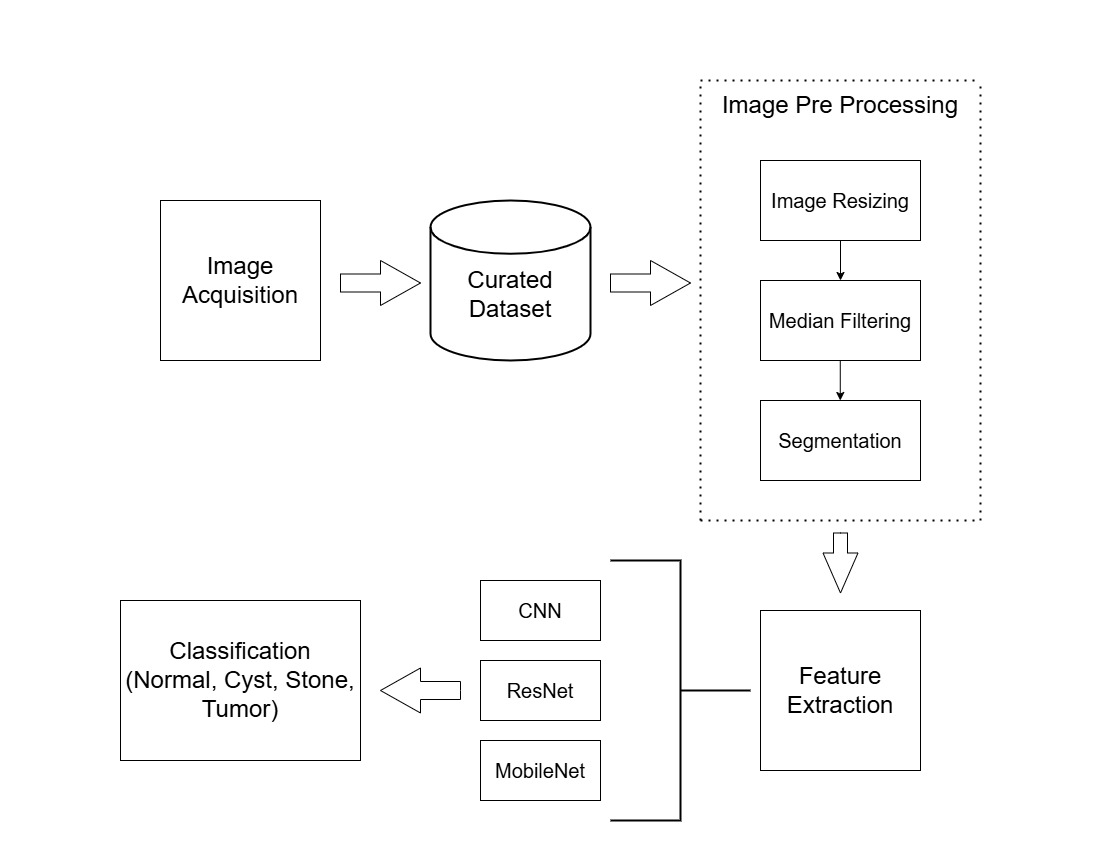 Image
Acquisition
Curated
Dataset
Image Pre Processing
Image Resizing
Median Filtering
Segmentation
Feature
Extraction
CNN
ResNet
MobileNet
Classification
(Normal, Cyst, Stone,
Tumor)